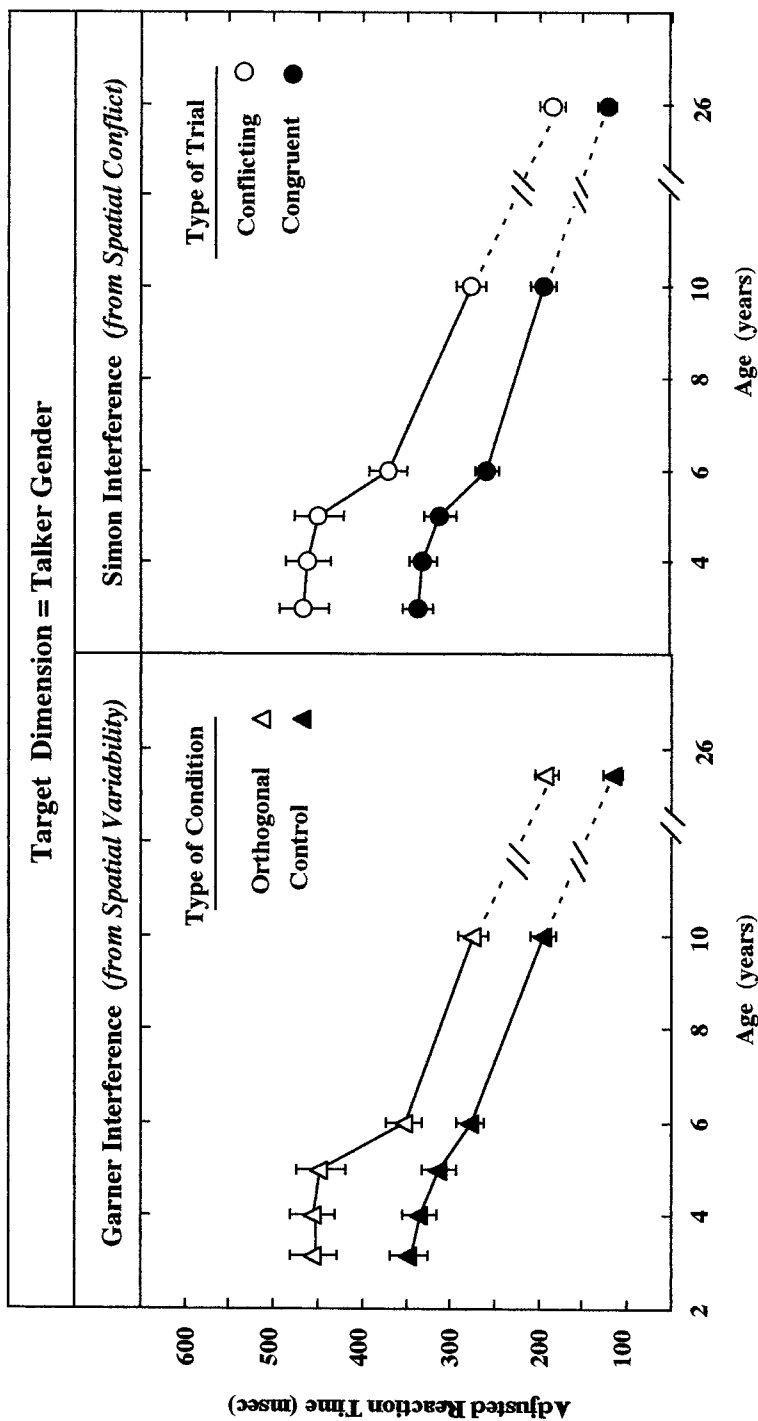 Target Dimension = Talker Gender
Garner Interference (from Spatial Variability)
Simon Interference (from Spatial Conflict)
Type of Condition
Orthogonal
Control
Type of Trial
Conflicting
Congruent
Adjusted Reaction Time (msec)
600
500
400
300
200
100
2
4
6
8
10
26
Age (years)
4
6
8
10
26
Age (years)